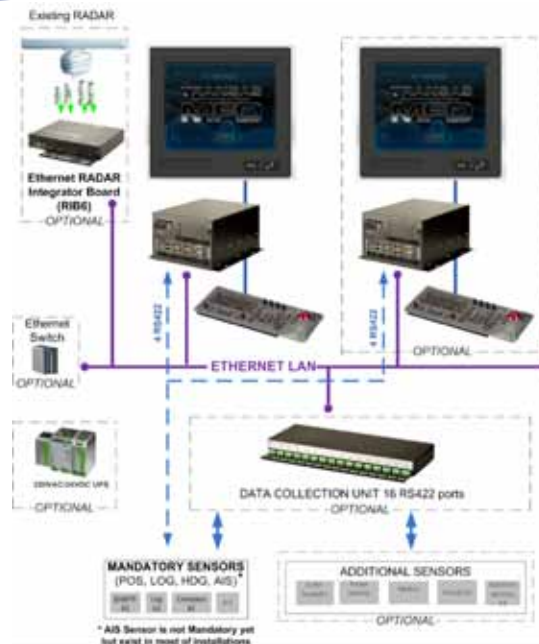 Existing RADAR
TRANSAS
MFD
TRANSAS
MFD
Ethernet RADAR
Integrator Board
(RIB6)
OPTIONAL
4 RS422
4 RS422
OPTIONAL
Ethernet
Switch
OPTIONAL
ETHERNET LAN
UPS
OPTIONAL
DATA COLLECTION UNIT 16 RS422 ports
OPTIONAL
MANDATORY SENSORS
(POS, LOG, HDG, AIS)*
ADDITIONAL SENSORS
OPTIONAL
* AIS Sensor is not Mandatory yet
but exist in most of installations